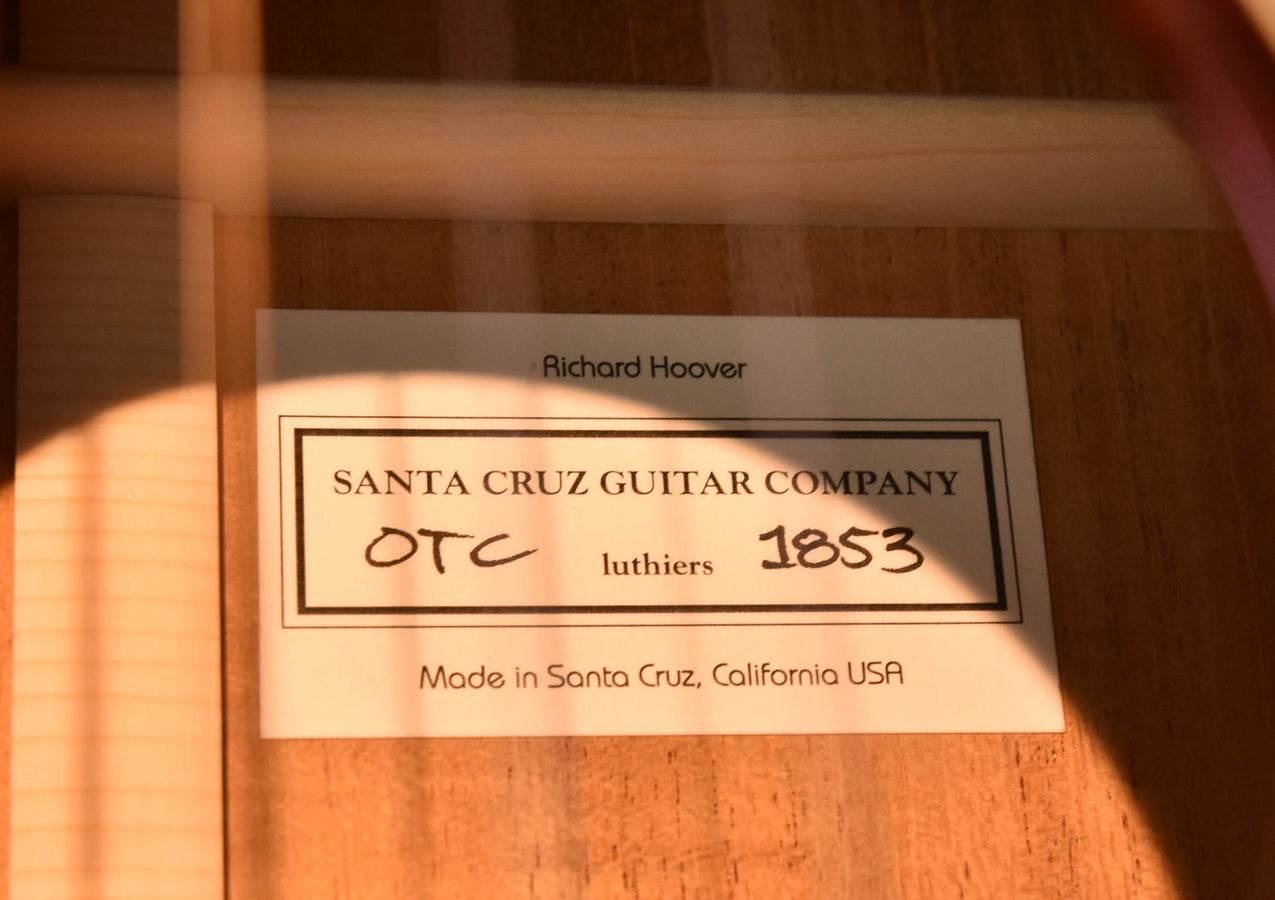 Richard Hoover
SANTA CRUZ GUITAR COMPANY
OTC luthiers 1853
Made in Santa Cruz, California USA